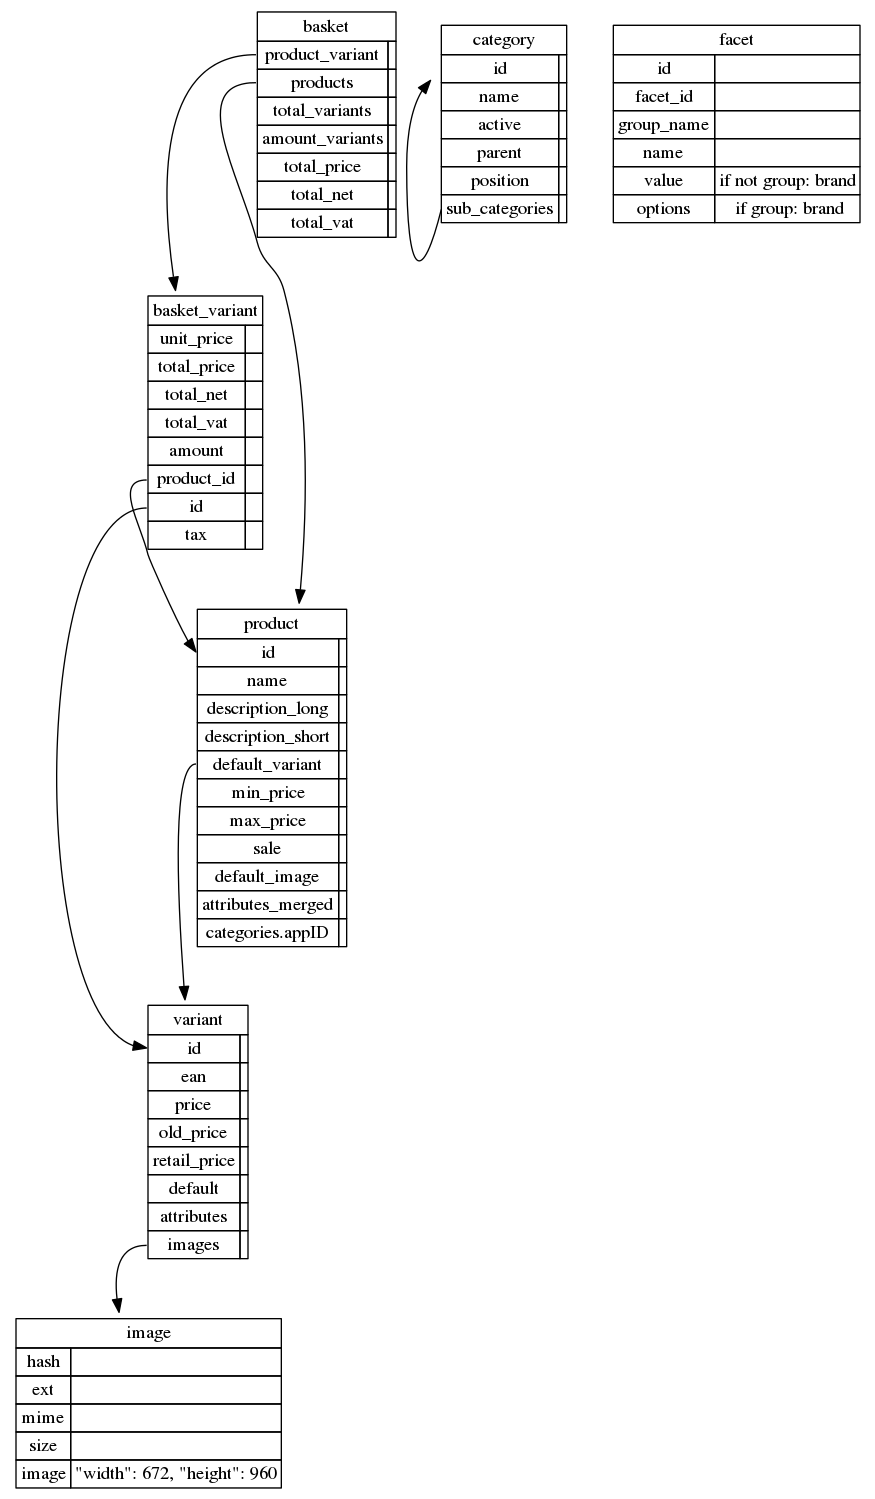 basket
product_variant
products
total_variants
amount_variants
total_price
total_net
total_vat
category
id
name
active
parent
position
sub_categories
facet
id
facet_id
group_name
name
value if not group: brand
options if group: brand
basket_variant
unit_price
total_price
total_net
total_vat
amount
product_id
id
tax
product
id
name
description_long
description_short
default_variant
min_price
max_price
sale
default_image
attributes_merged
categories.appID
variant
id
ean
price
old_price
retail_price
default
attributes
images
image
hash
ext
mime
size
image "width": 672, "height": 960